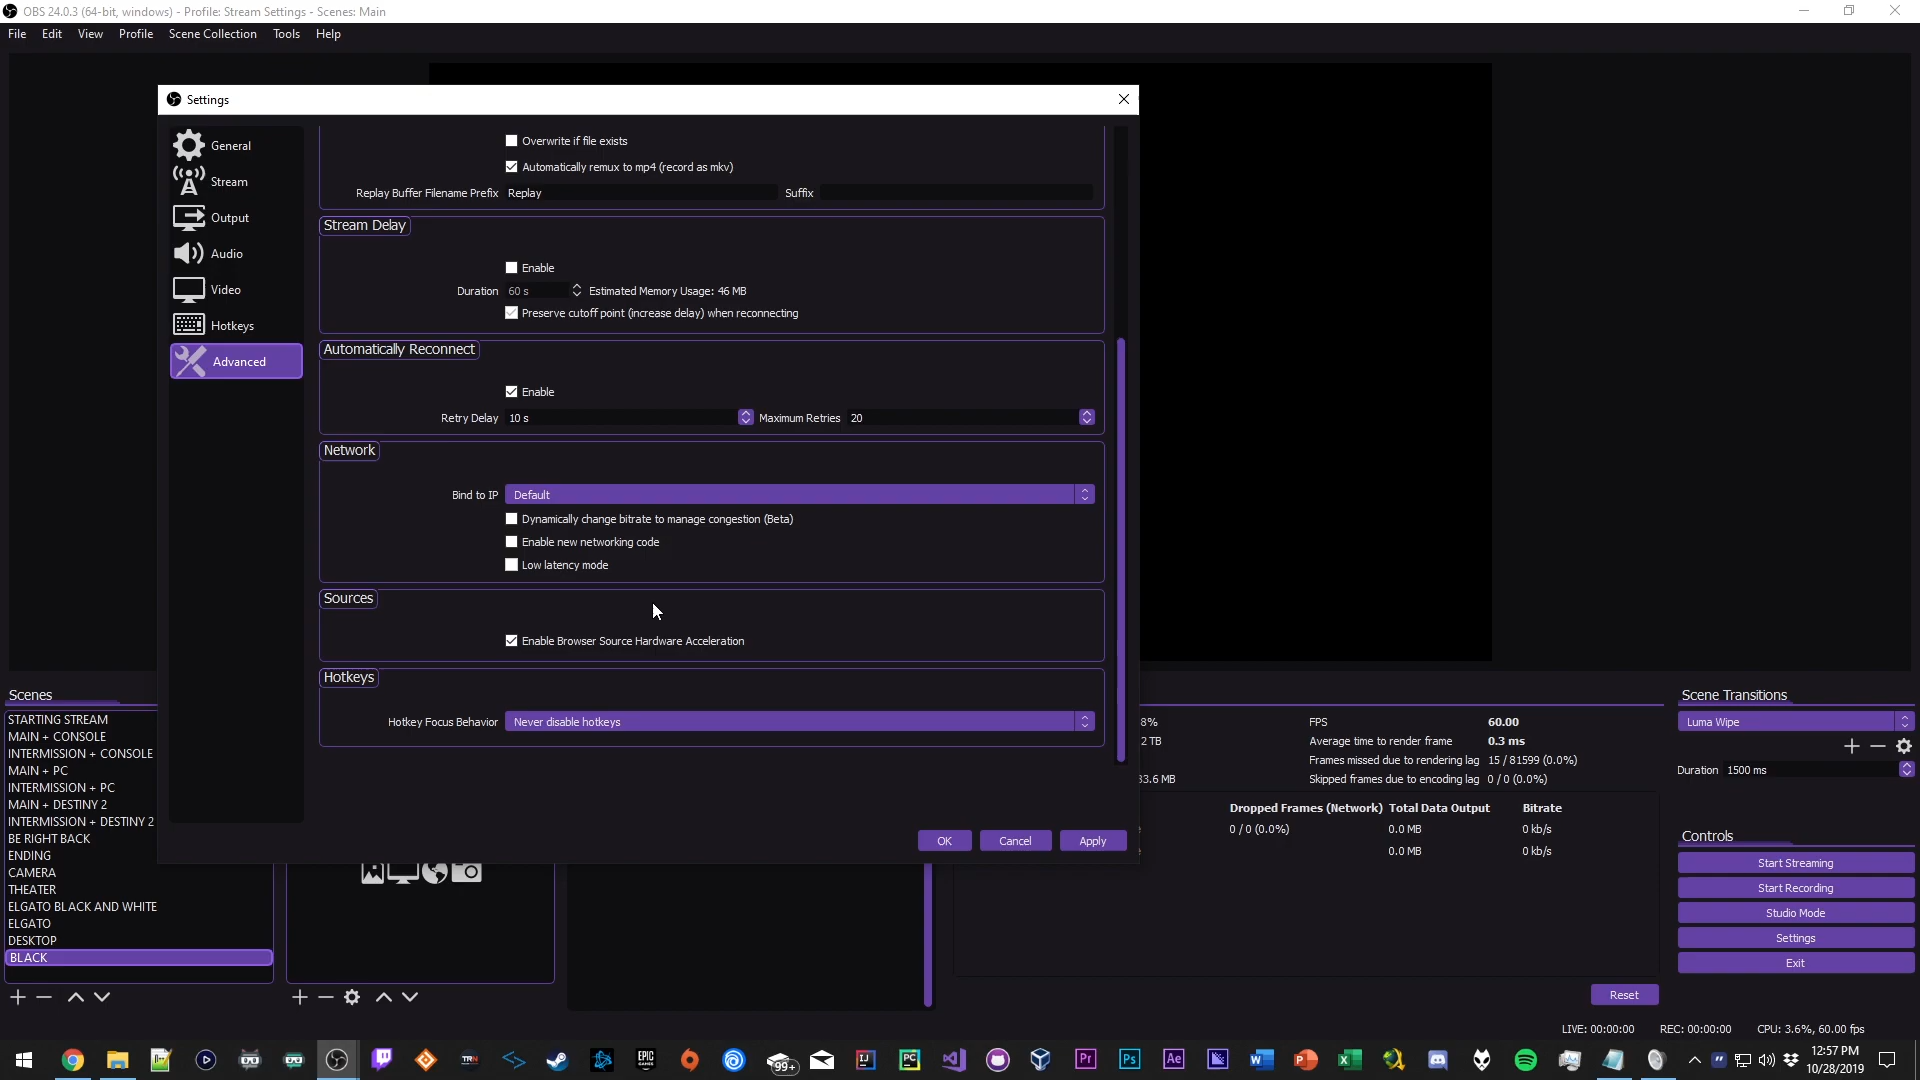 OBS 24.0.3 (64-bit, windows) - Profile: Stream Settings - Scenes: Main
File Edit View Profile Scene Collection Tools Help
Settings
General
Stream
Output
Audio
Video
Hotkeys
Advanced
Overwrite if file exists
Automatically remux to mp4 (record as mkv)
Replay Buffer Filename Prefix Replay Suffix
Stream Delay
Enable
Duration 60 s Estimated Memory Usage: 46 MB
Preserve cutoff point (increase delay) when reconnecting
Automatically Reconnect
Enable
Retry Delay 10 s Maximum Retries 20
Network
Bind to IP Default
Dynamically change bitrate to manage congestion (Beta)
Enable new networking code
Low latency mode
Sources
Enable Browser Source Hardware Acceleration
Hotkeys
Hotkey Focus Behavior Never disable hotkeys
OK Cancel Apply
Scenes
STARTING STREAM
MAIN + CONSOLE
INTERMISSION + CONSOLE
MAIN + PC
INTERMISSION + PC
MAIN + DESTINY 2
INTERMISSION + DESTINY 2
BE RIGHT BACK
ENDING
CAMERA
THEATER
ELGATO BLACK AND WHITE
ELGATO
DESKTOP
BLACK
8% FPS 60.00
2 TB Average time to render frame 0.3 ms
Frames missed due to rendering lag 15 / 81599 (0.0%)
33.6 MB Skipped frames due to encoding lag 0 / 0 (0.0%)
Dropped Frames (Network) Total Data Output Bitrate
0 / 0 (0.0%) 0.0 MB 0 kb/s
0.0 MB 0 kb/s
Reset
Scene Transitions
Luma Wipe
Duration 1500 ms
Controls
Start Streaming
Start Recording
Studio Mode
Settings
Exit
LIVE: 00:00:00 REC: 00:00:00 CPU: 3.6%, 60.00 fps
TRN
EPIC GAMES
99+
IJ
PC
Pr
Ps
Ae
12:57 PM
10/28/2019